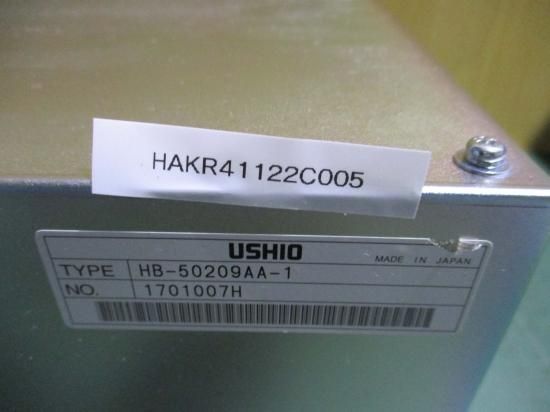 HAKR41122C005
USHIO
MADE IN JAPAN
TYPE HB-50209AA-1
NO. 1701007H